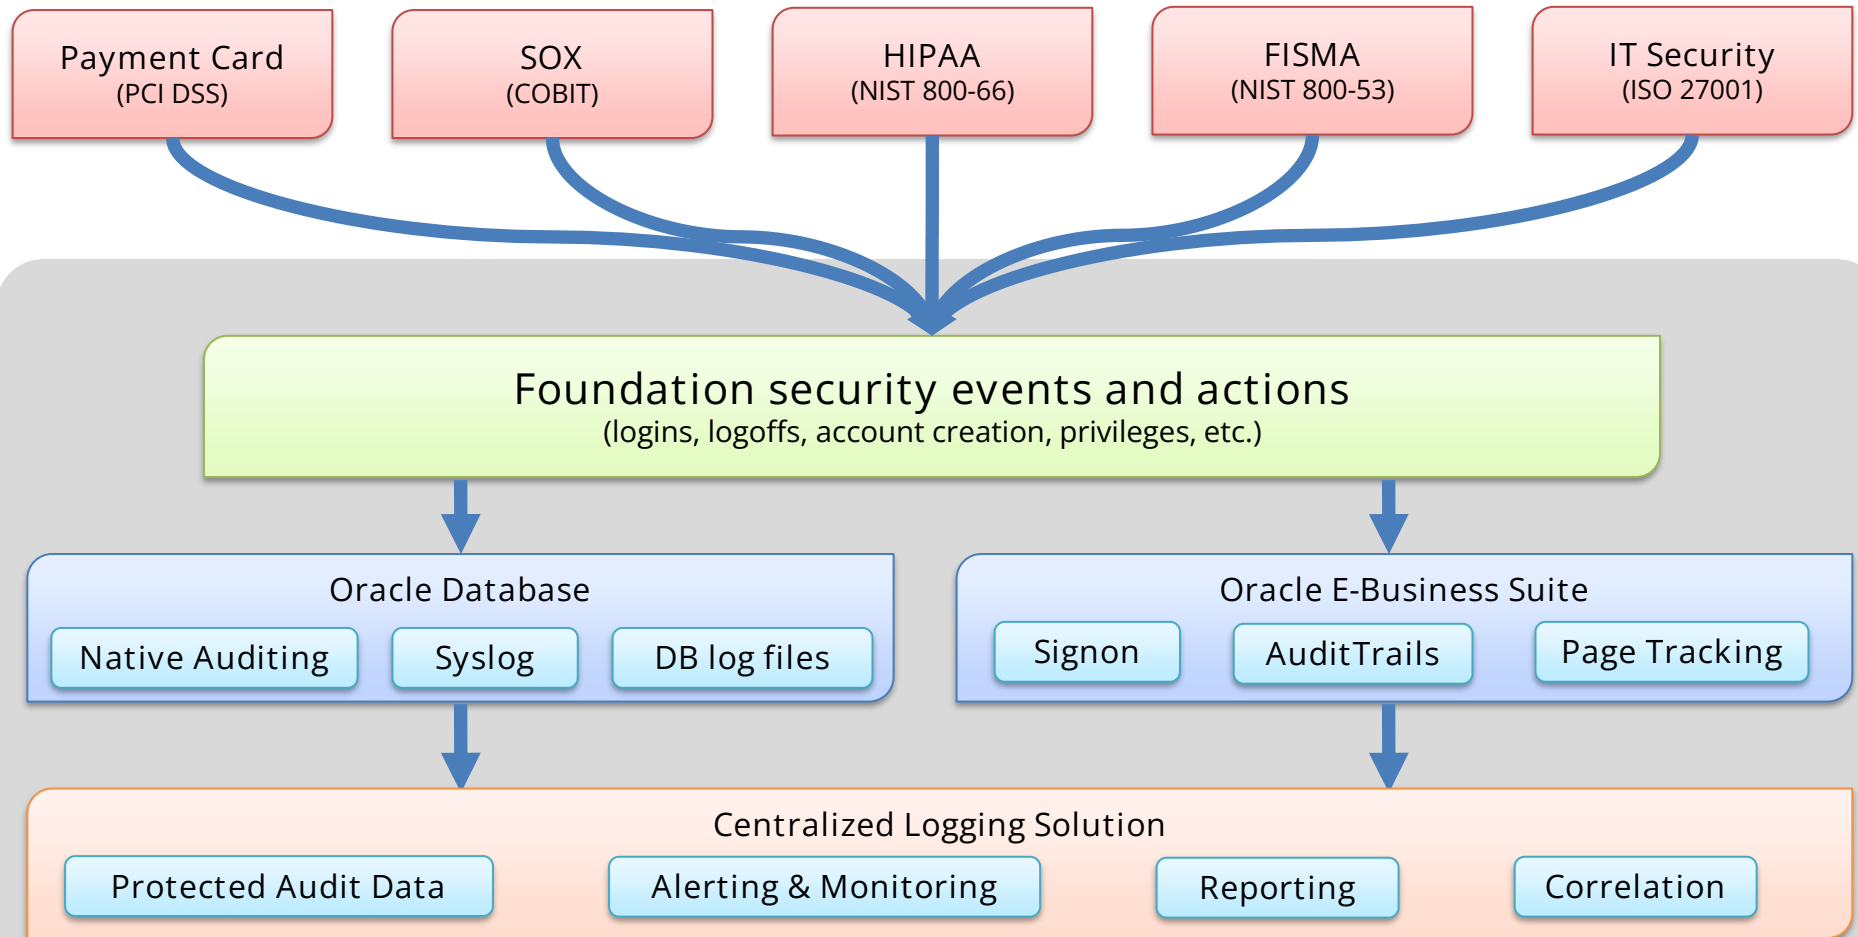 Payment Card
(PCI DSS)
SOX
(COBIT)
HIPAA
(NIST 800-66)
FISMA
(NIST 800-53)
IT Security
(ISO 27001)
Foundation security events and actions
(logins, logoffs, account creation, privileges, etc.)
Oracle Database
Native Auditing
Syslog
DB log files
Oracle E-Business Suite
Signon
AuditTrails
Page Tracking
Centralized Logging Solution
Protected Audit Data
Alerting & Monitoring
Reporting
Correlation